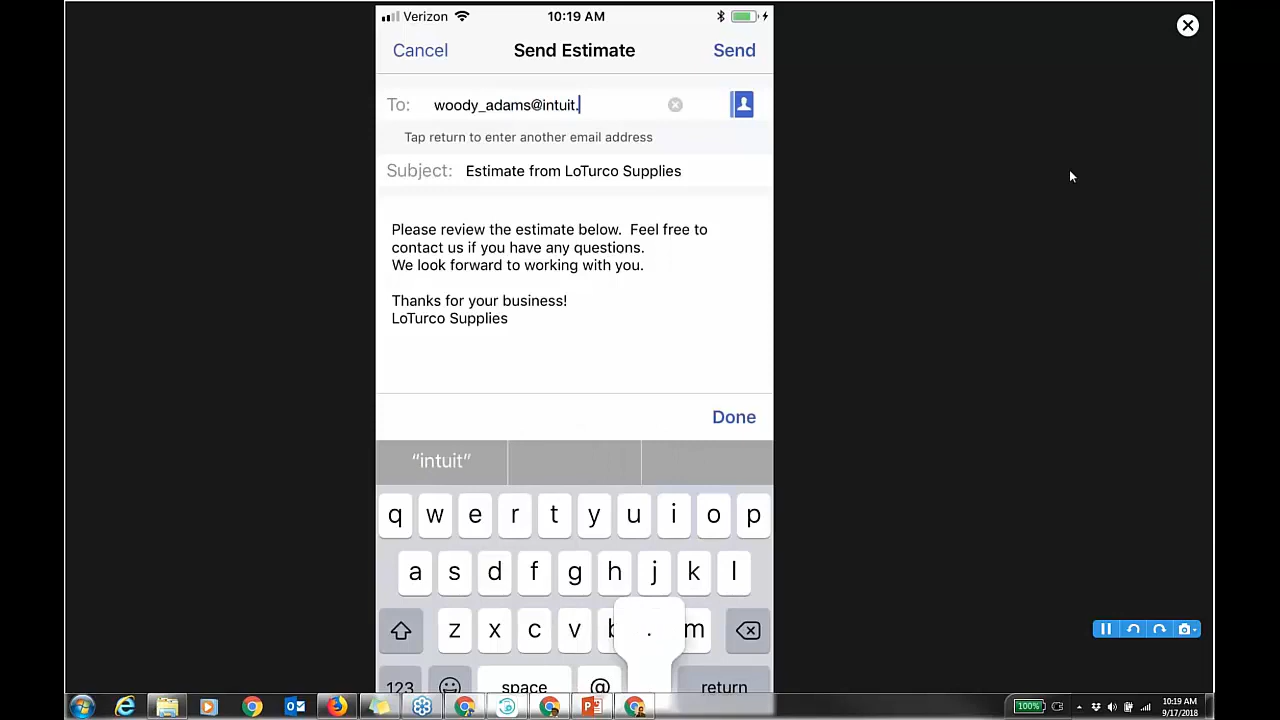 Verizon 10:19 AM
Cancel Send Estimate Send
To: woody_adams@intuit.
Tap return to enter another email address
Subject: Estimate from LoTurco Supplies
Please review the estimate below. Feel free to
contact us if you have any questions.
We look forward to working with you.
Thanks for your business!
LoTurco Supplies
Done
“intuit”
q w e r t y u i o p
a s d f g h j k l
z x c v b . m
123 space @ return
100% 10:19 AM
9/17/2018